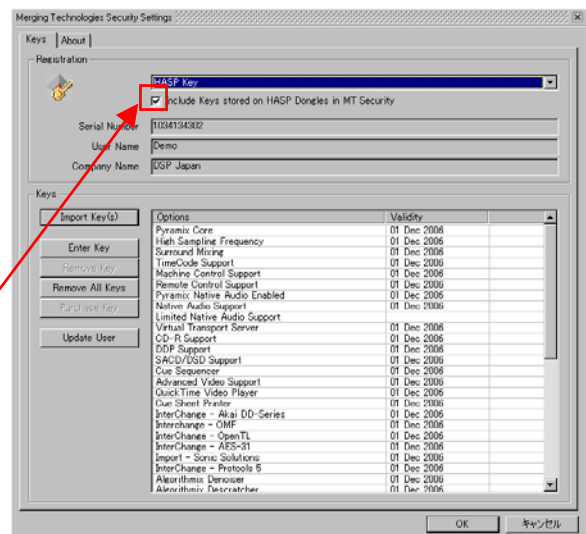 Merging Technologies Security Settings
Keys
About
Registration
HASP Key
Include Keys stored on HASP Dongles in MT Security
Serial Number 1034134302
User Name Demo
Company Name DSP Japan
Keys
Import Key(s)
Enter Key
Remove Key
Remove All Keys
Purchase Key
Update User
Options Validity
Pyramix Core 01 Dec 2006
High Sampling Frequency 01 Dec 2006
Surround Mixing 01 Dec 2006
TimeCode Support 01 Dec 2006
Machine Control Support 01 Dec 2006
Remote Control Support 01 Dec 2006
Pyramix Native Audio Enabled 01 Dec 2006
Native Audio Support 01 Dec 2006
Limited Native Audio Support
Virtual Transport Server 01 Dec 2006
CD-R Support 01 Dec 2006
DDP Support 01 Dec 2006
SACD/DSD Support 01 Dec 2006
Cue Sequencer 01 Dec 2006
Advanced Video Support 01 Dec 2006
QuickTime Video Player 01 Dec 2006
Cue Sheet Printer 01 Dec 2006
InterChange - Akai DD-Series 01 Dec 2006
Interchange - OMF 01 Dec 2006
InterChange - OpenTL 01 Dec 2006
InterChange - AES-31 01 Dec 2006
Import - Sonic Solutions 01 Dec 2006
InterChange - Protools 5 01 Dec 2006
Algorithmix Denoiser 01 Dec 2006
Algorithmix Descratcher 01 Dec 2006
OK
キャンセル